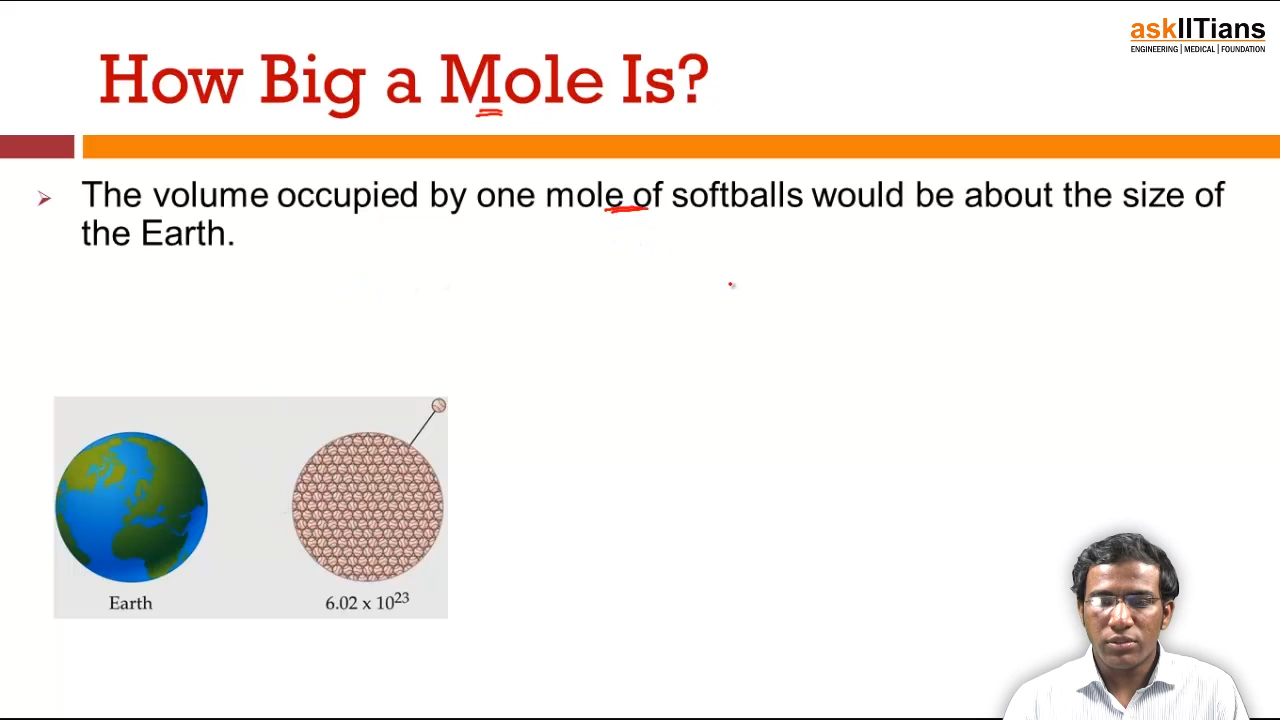 askIITians
ENGINEERING | MEDICAL | FOUNDATION
How Big a Mole Is?
The volume occupied by one mole of softballs would be about the size of
the Earth.
Earth
6.02 x 10²³